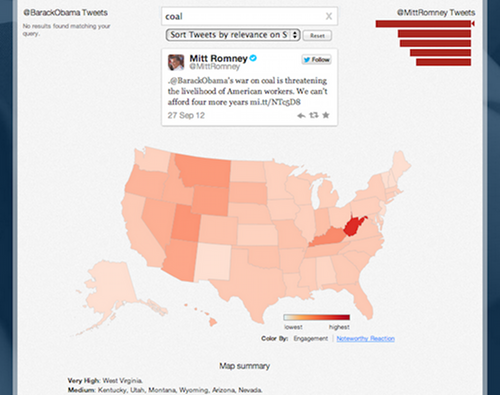 @BarackObama Tweets
coal
X
@MittRomney Tweets
No results found matching your
query.
Sort Tweets by relevance on S
Reset
Mitt Romney
@MittRomney
Follow
.@BarackObama's war on coal is threatening
the livelihood of American workers. We can't
afford four more years mi.tt/NTc5D8
27 Sep 12
lowest
highest
Color By: Engagement | Noteworthy Reaction
Map summary
Very High: West Virginia.
Medium: Kentucky, Utah, Montana, Wyoming, Arizona, Nevada.